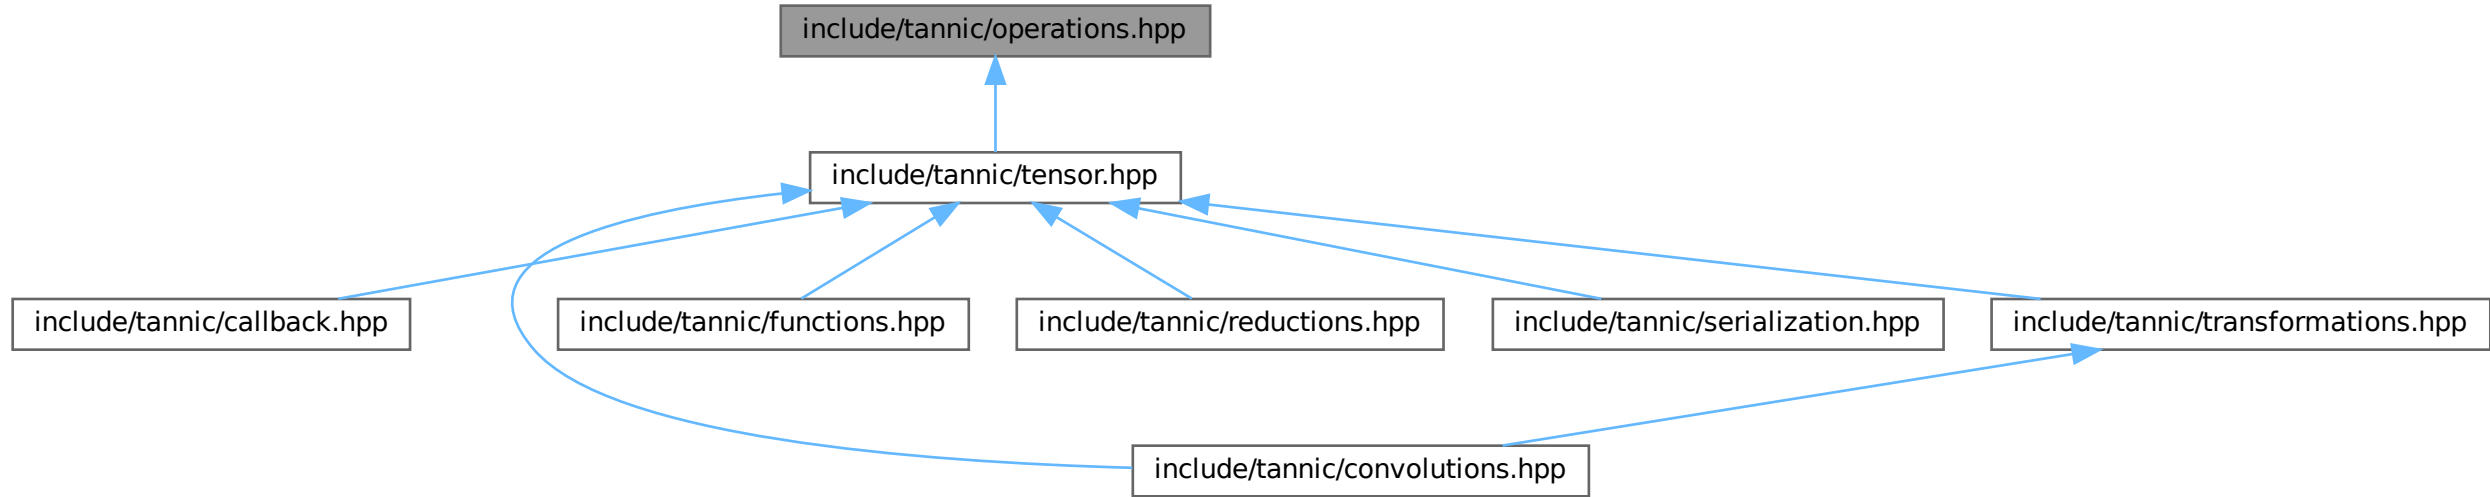 include/tannic/operations.hpp
include/tannic/tensor.hpp
include/tannic/callback.hpp
include/tannic/functions.hpp
include/tannic/reductions.hpp
include/tannic/serialization.hpp
include/tannic/transformations.hpp
include/tannic/convolutions.hpp